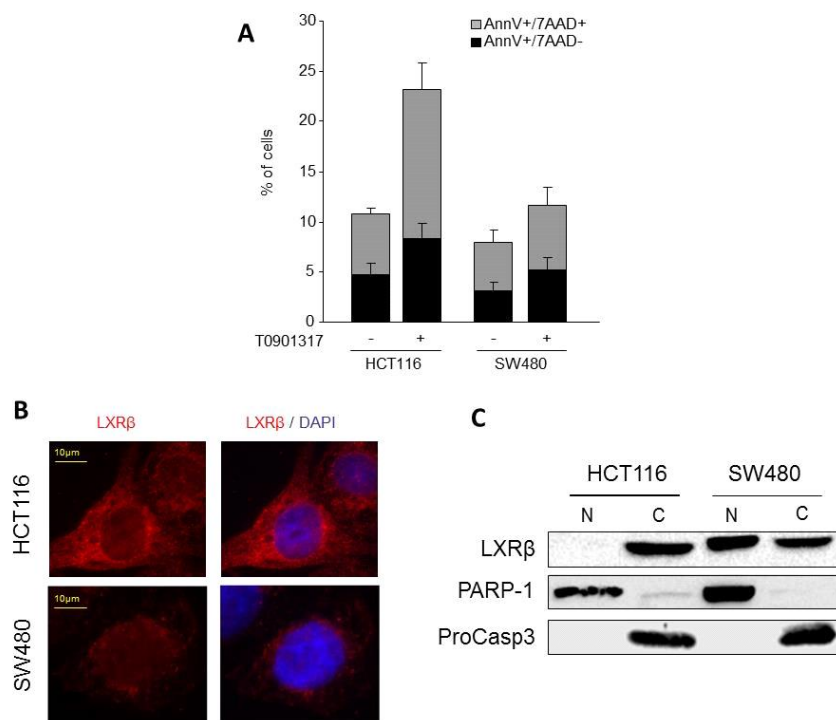 A
AnnV+/7AAD+
AnnV+/7AAD-
% of cells
30
25
20
15
10
5
0
T0901317 - + - +
HCT116 SW480
B
LXRβ LXRβ / DAPI
HCT116
10μm
SW480
10μm
C
HCT116 SW480
N C N C
LXRβ
PARP-1
ProCasp3